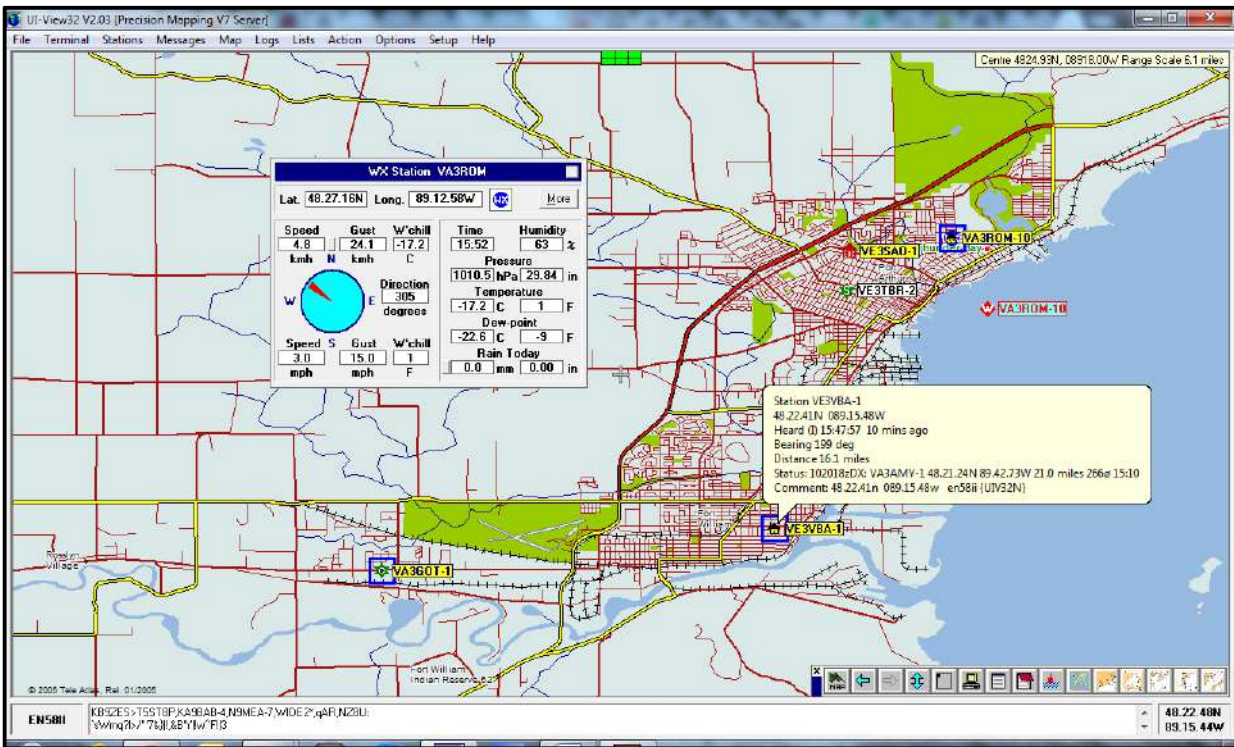 UI-View32 V2.03 [Precision Mapping V7 Server]
File Terminal Stations Messages Map Logs Lists Action Options Setup Help
Centre 4824.93N, 08918.00W Range Scale 6.1 miles
WX Station VA3ROM
Lat. 48.27.16N Long. 89.12.58W WX More
Speed Gust W'chill
4.8 24.1 -17.2
kmh N kmh C
W E
Direction
305
degrees
Speed S Gust W'chill
3.0 15.0 1
mph mph F
Time Humidity
15:52 63 %
Pressure
1010.5 hPa 29.84 in
Temperature
-17.2 C 1 F
Dew-point
-22.6 C -9 F
Rain Today
0.0 mm 0.00 in
VA3ROM-10
VE3SAO-1
Port
Arthur
VE3TBR-2
VA3ROM-10
Station VE3VBA-1
48.22.41N 089.15.48W
Heard (I) 15:47:57 10 mins ago
Bearing 199 deg
Distance 16.1 miles
Status: 102018zDX: VA3AMY-1 48.21.24N 89.42.73W 21.0 miles 266ø 15:10
Comment: 48.22.41n 089.15.48w en58ii {UIV32N}
Fort
William
VE3VBA-1
Village
VA3GOT-1
Fort William
Indian Reserve 52
© 2005 Tele Atlas, Rel. 01/2005
MAP
EN58II
KB9ZES>T5ST8P,KA9BAB-4,N9MEA-7,WIDE2*,qAR,NZ8U:
48.22.48N
89.15.44W